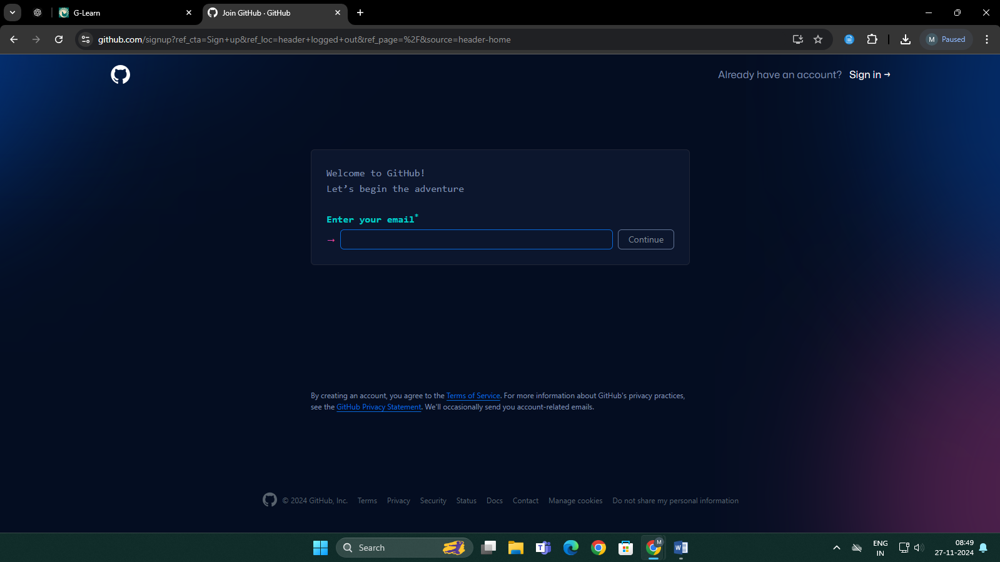 G-Learn
Join GitHub · GitHub
github.com/signup?ref_cta=Sign+up&ref_loc=header+logged+out&ref_page=%2F&source=header-home
M Paused
Already have an account? Sign in →
Welcome to GitHub!
Let’s begin the adventure
Enter your email*
→ Continue
By creating an account, you agree to the Terms of Service. For more information about GitHub's privacy practices,
see the GitHub Privacy Statement. We'll occasionally send you account-related emails.
© 2024 GitHub, Inc. Terms Privacy Security Status Docs Contact Manage cookies Do not share my personal information
Search
M
ENG
IN
08:49
27-11-2024